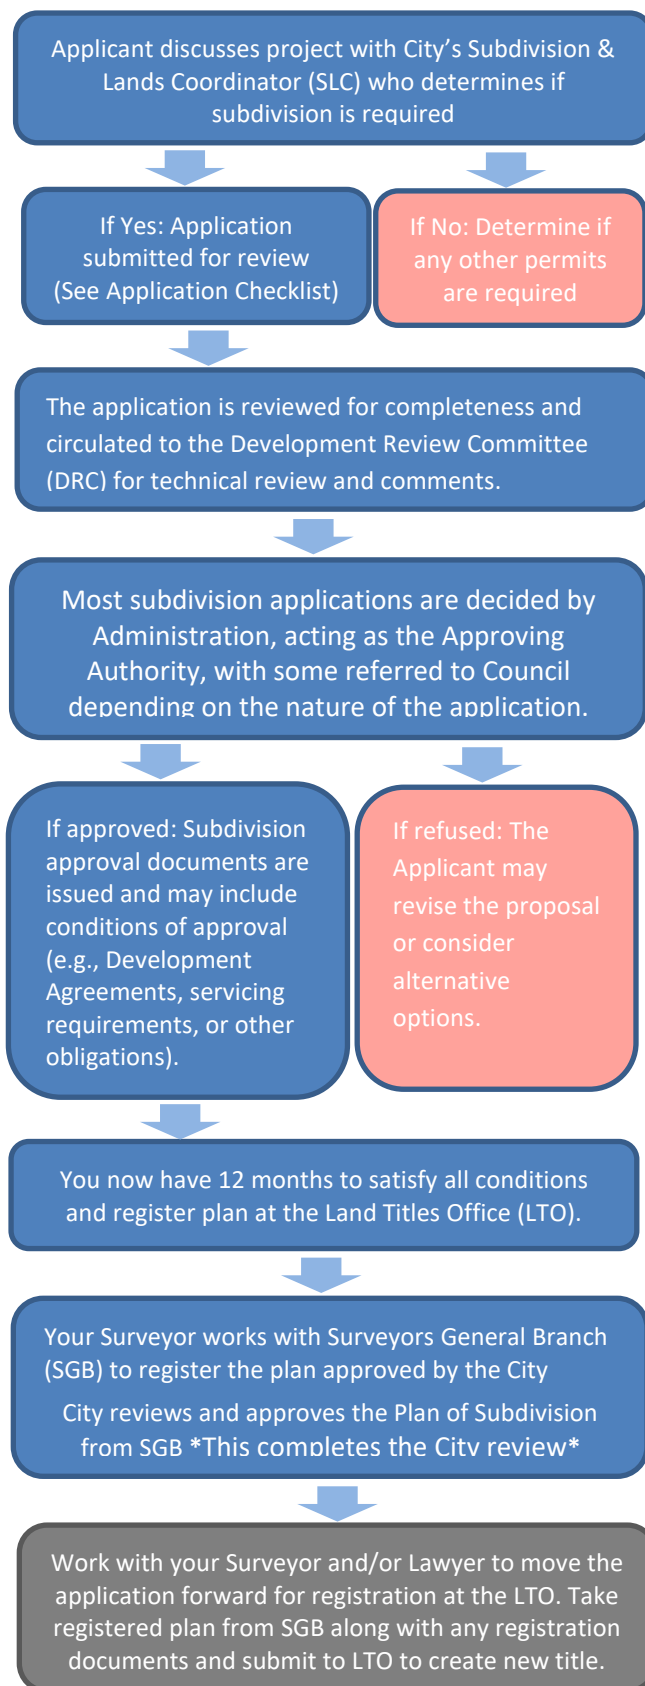 Applicant discusses project with City's Subdivision &
Lands Coordinator (SLC) who determines if
subdivision is required
If Yes: Application
submitted for review
(See Application Checklist)
If No: Determine if
any other permits
are required
The application is reviewed for completeness and
circulated to the Development Review Committee
(DRC) for technical review and comments.
Most subdivision applications are decided by
Administration, acting as the Approving
Authority, with some referred to Council
depending on the nature of the application.
If approved: Subdivision
approval documents are
issued and may include
conditions of approval
(e.g., Development
Agreements, servicing
requirements, or other
obligations).
If refused: The
Applicant may
revise the proposal
or consider
alternative
options.
You now have 12 months to satisfy all conditions
and register plan at the Land Titles Office (LTO).
Your Surveyor works with Surveyors General Branch
(SGB) to register the plan approved by the City
City reviews and approves the Plan of Subdivision
from SGB *This completes the City review*
Work with your Surveyor and/or Lawyer to move the
application forward for registration at the LTO. Take
registered plan from SGB along with any registration
documents and submit to LTO to create new title.